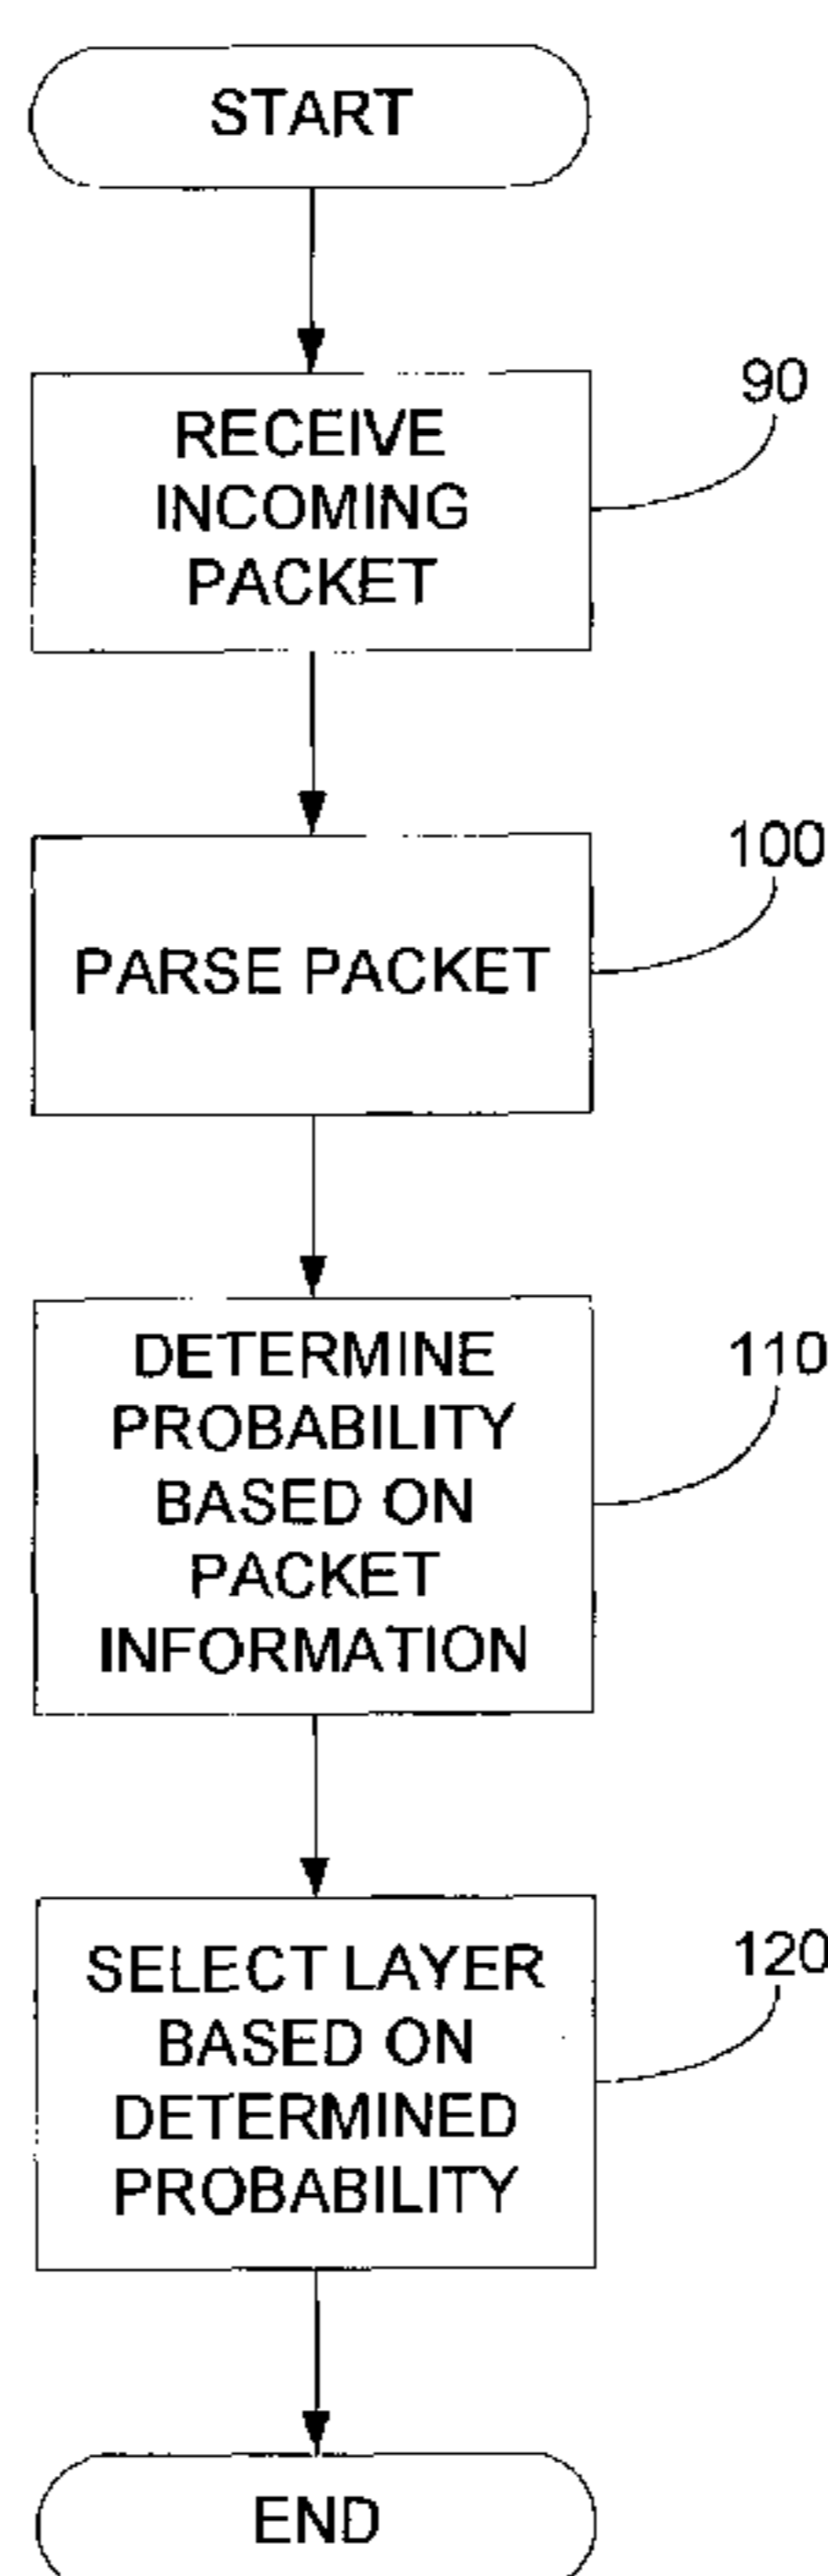 START
RECEIVE
INCOMING
PACKET
90
PARSE PACKET
100
DETERMINE
PROBABILITY
BASED ON
PACKET
INFORMATION
110
SELECT LAYER
BASED ON
DETERMINED
PROBABILITY
120
END